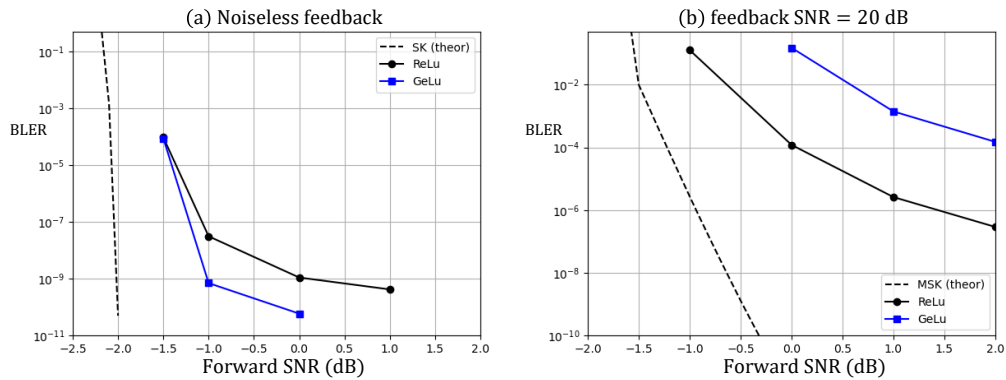 (a) Noiseless feedback
10⁻¹
10⁻³
BLER
10⁻⁵
10⁻⁷
10⁻⁹
10⁻¹¹
SK (theor)
ReLu
GeLu
−2.5 −2.0 −1.5 −1.0 −0.5 0.0 0.5 1.0 1.5 2.0
Forward SNR (dB)
(b) feedback SNR = 20 dB
10⁻²
BLER
10⁻⁴
10⁻⁶
10⁻⁸
10⁻¹⁰
MSK (theor)
ReLu
GeLu
−2.0 −1.5 −1.0 −0.5 0.0 0.5 1.0 1.5 2.0
Forward SNR (dB)